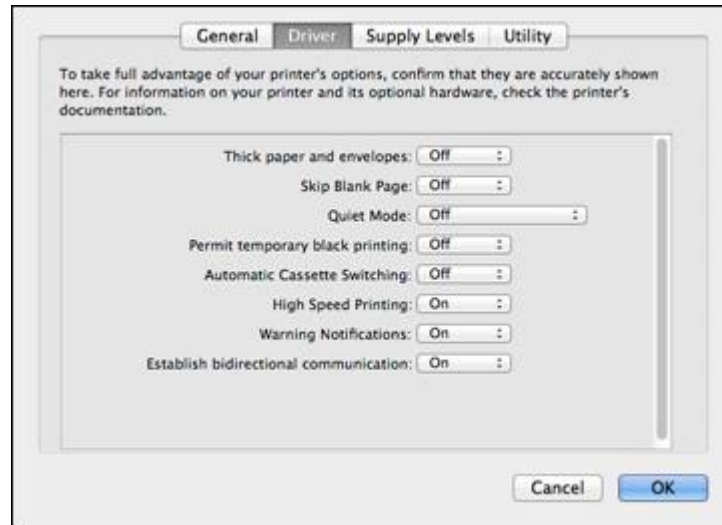 General Driver Supply Levels Utility
To take full advantage of your printer's options, confirm that they are accurately shown
here. For information on your printer and its optional hardware, check the printer's
documentation.
Thick paper and envelopes: Off
Skip Blank Page: Off
Quiet Mode: Off
Permit temporary black printing: Off
Automatic Cassette Switching: Off
High Speed Printing: On
Warning Notifications: On
Establish bidirectional communication: On
Cancel OK